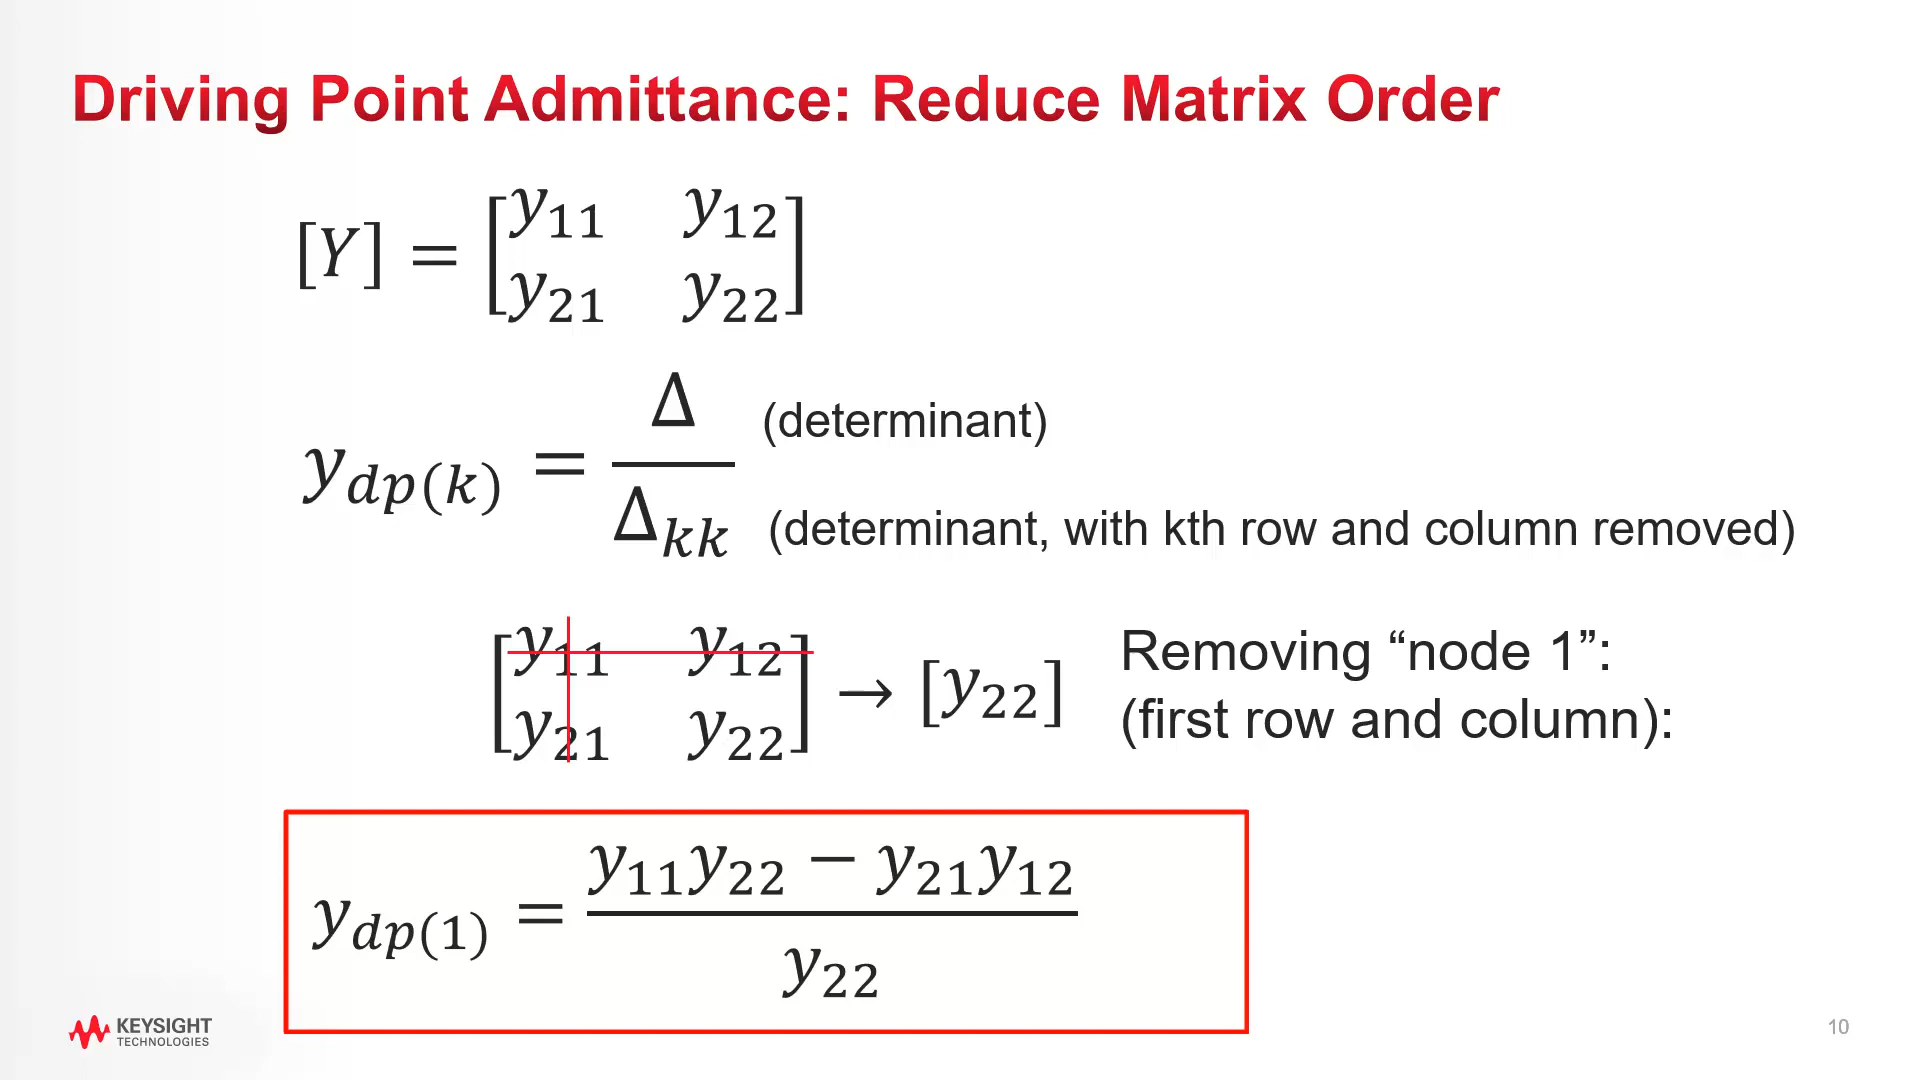 Driving Point Admittance: Reduce Matrix Order
[Y] = [y₁₁ y₁₂
y₂₁ y₂₂]
Δ (determinant)
y_dp(k) =
Δ_kk (determinant, with kth row and column removed)
[y₁₁ y₁₂
y₂₁ y₂₂] → [y₂₂]
Removing “node 1”:
(first row and column):
y₁₁y₂₂ − y₂₁y₁₂
y_dp(1) =
y₂₂
KEYSIGHT
TECHNOLOGIES
10